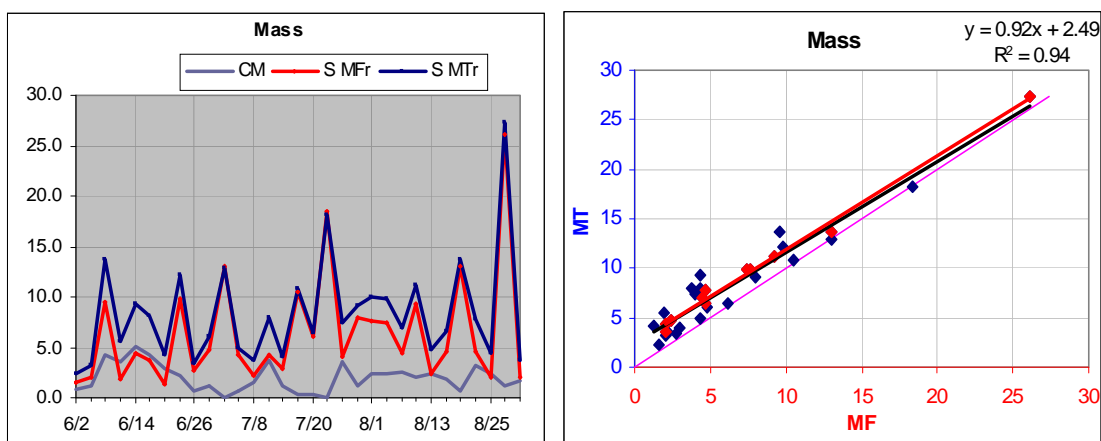 Mass
CM S MFr S MTr
30.0
25.0
20.0
15.0
10.0
5.0
0.0
6/2 6/14 6/26 7/8 7/20 8/1 8/13 8/25
Mass
y = 0.92x + 2.49
R² = 0.94
30
25
20
15
10
5
0
MT
0 5 10 15 20 25 30
MF